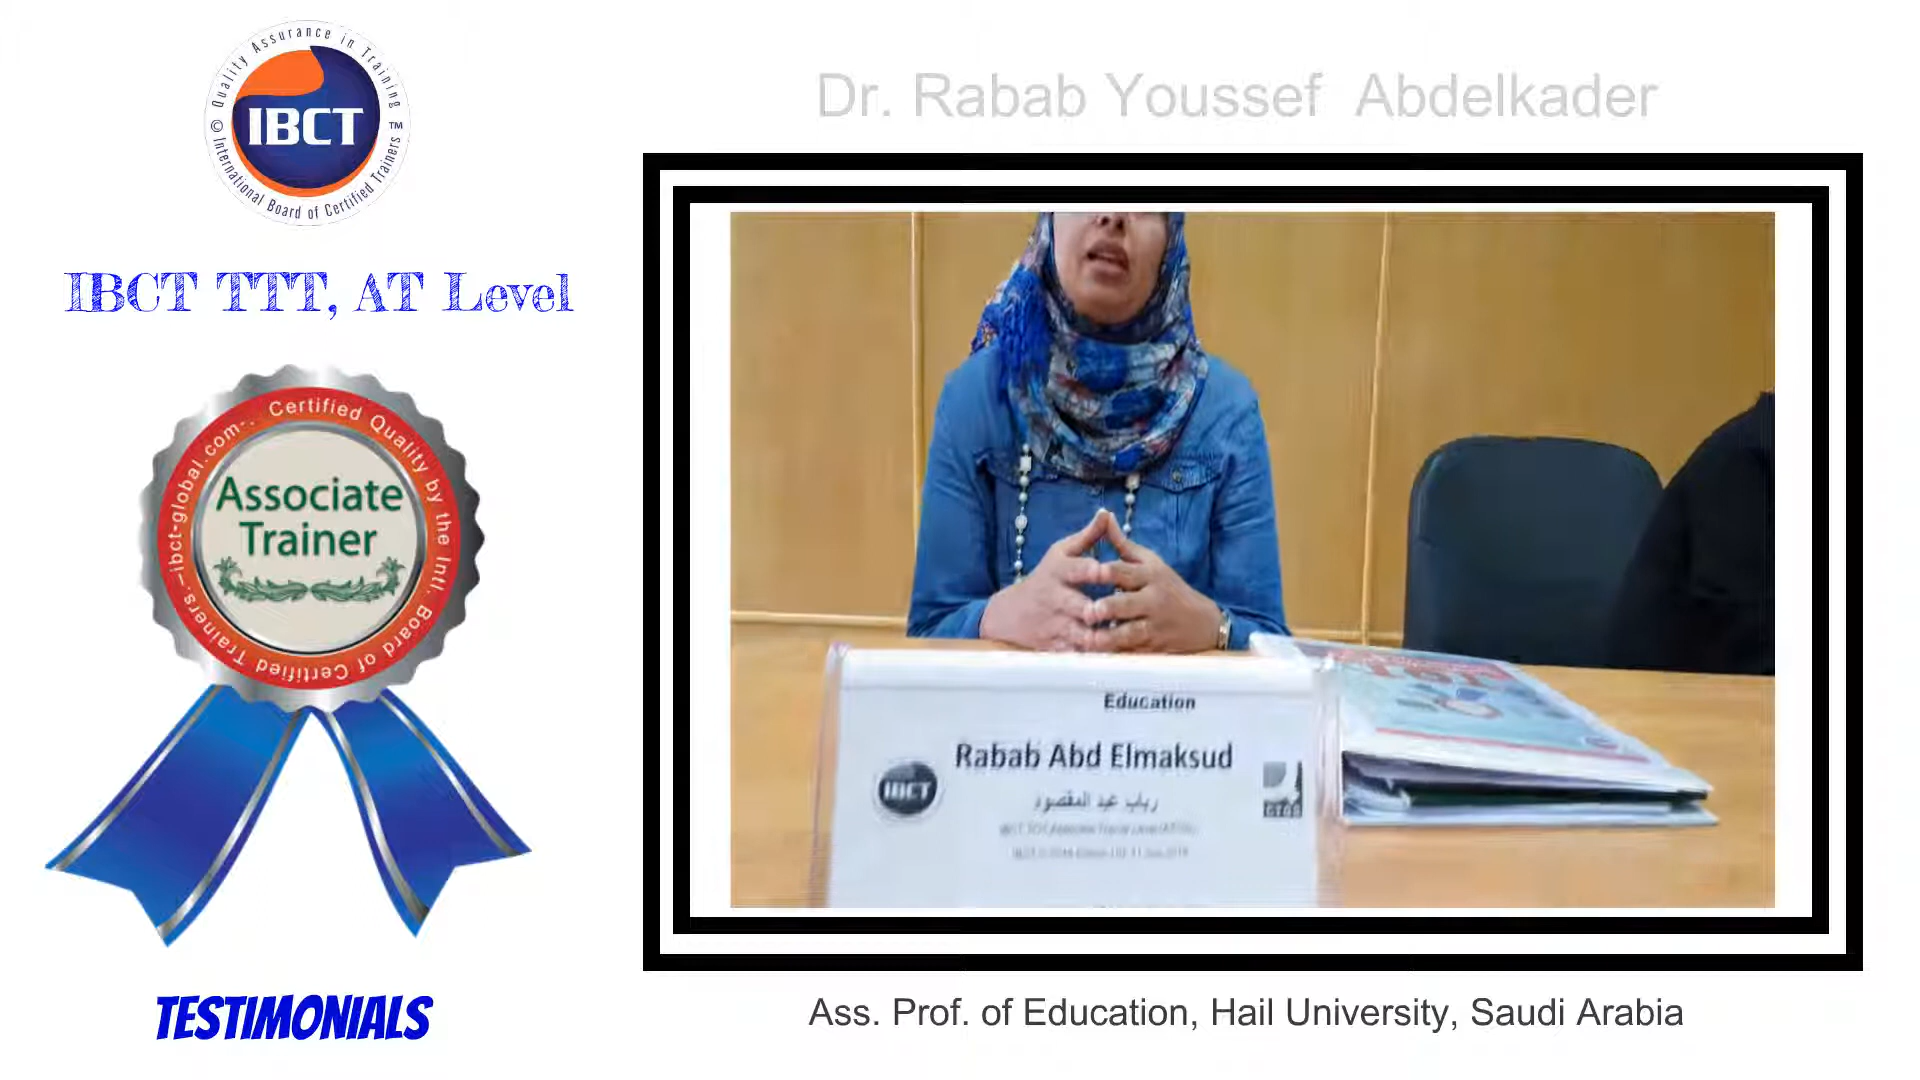 © Quality Assurance in Training ™
International Board of Certified Trainers
IBCT
IBCT TTT, AT Level
Certified Quality by the Intl. Board of Certified Trainers.–ibct-global.com-.
Associate
Trainer
TESTIMONIALS
Dr. Rabab Youssef Abdelkader
Education
Rabab Abd Elmaksud
IBCT
رباب عبد المقصود
Ass. Prof. of Education, Hail University, Saudi Arabia